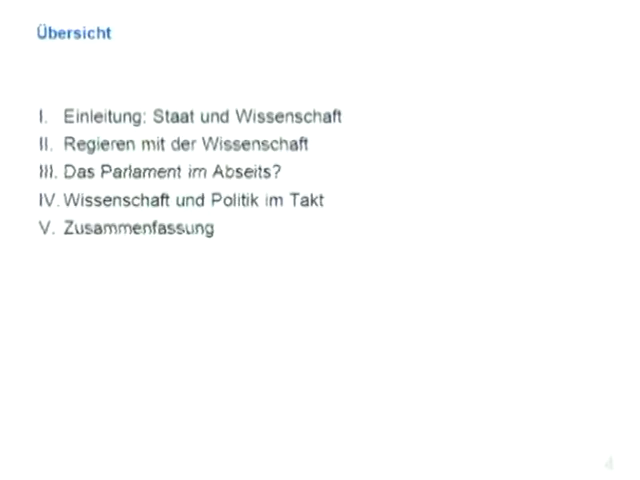 Übersicht
I. Einleitung: Staat und Wissenschaft
II. Regieren mit der Wissenschaft
III. Das Parlament im Abseits?
IV. Wissenschaft und Politik im Takt
V. Zusammenfassung
4